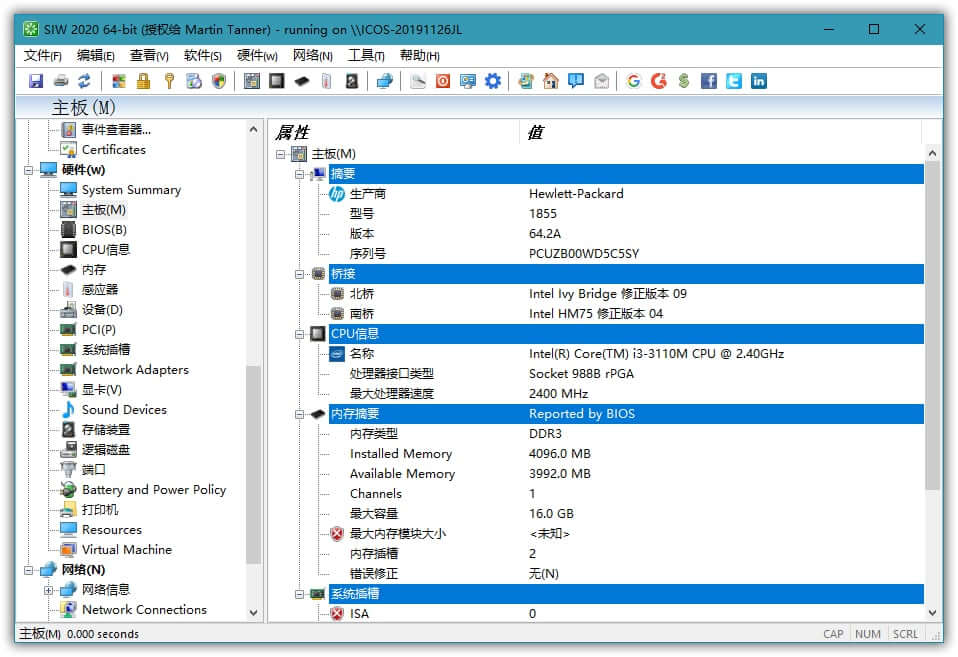 SIW 2020 64-bit (授权给 Martin Tanner) - running on \\ICOS-20191126JL
文件(F) 编辑(E) 查看(V) 软件(S) 硬件(w) 网络(N) 工具(T) 帮助(H)
主板(M)
事件查看器...
Certificates
硬件(w)
System Summary
主板(M)
BIOS(B)
CPU信息
内存
感应器
设备(D)
PCI(P)
系统插槽
Network Adapters
显卡(V)
Sound Devices
存储装置
逻辑磁盘
端口
Battery and Power Policy
打印机
Resources
Virtual Machine
网络(N)
网络信息
Network Connections
属性 值
主板(M)
摘要
生产商 Hewlett-Packard
型号 1855
版本 64.2A
序列号 PCUZB00WD5C5SY
桥接
北桥 Intel Ivy Bridge 修正版本 09
南桥 Intel HM75 修正版本 04
CPU信息
名称 Intel(R) Core(TM) i3-3110M CPU @ 2.40GHz
处理器接口类型 Socket 988B rPGA
最大处理器速度 2400 MHz
内存摘要 Reported by BIOS
内存类型 DDR3
Installed Memory 4096.0 MB
Available Memory 3992.0 MB
Channels 1
最大容量 16.0 GB
最大内存模块大小 <未知>
内存插槽 2
错误修正 无(N)
系统插槽
ISA 0
主板(M) 0.000 seconds CAP NUM SCRL